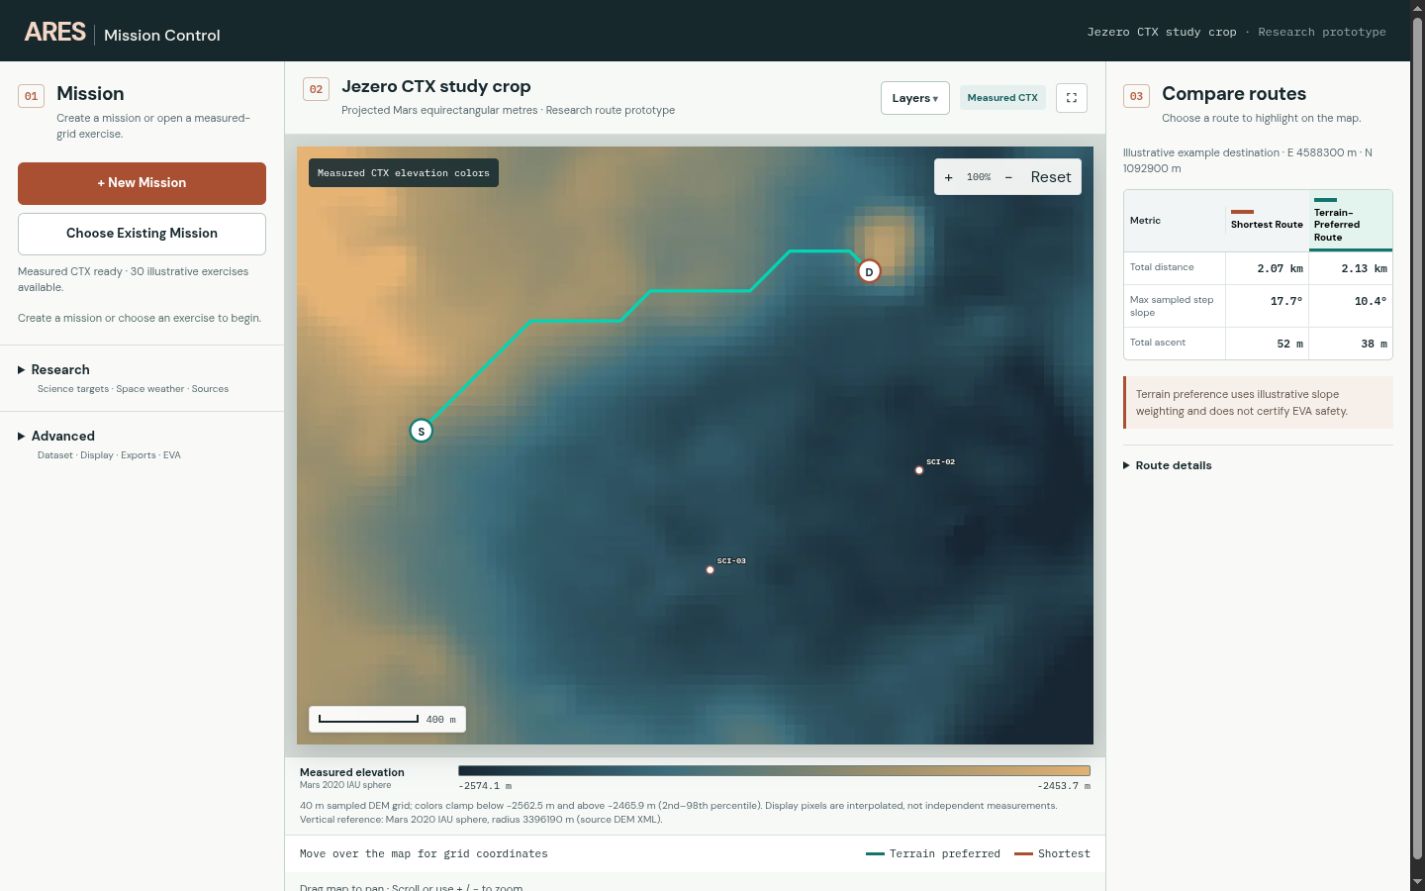 ARES Mission Control
Jezero CTX study crop · Research prototype
01 Mission
Create a mission or open a measured-
grid exercise.
+ New Mission
Choose Existing Mission
Measured CTX ready · 30 illustrative exercises
available.
Create a mission or choose an exercise to begin.
▶ Research
Science targets · Space weather · Sources
▶ Advanced
Dataset · Display · Exports · EVA
02 Jezero CTX study crop
Projected Mars equirectangular metres · Research route prototype
Layers ▾
Measured CTX
Measured CTX elevation colors
+ 100% − Reset
D
S
SCI-02
SCI-03
400 m
Measured elevation
Mars 2020 IAU sphere
-2574.1 m
-2453.7 m
40 m sampled DEM grid; colors clamp below -2562.5 m and above -2465.9 m (2nd–98th percentile). Display pixels are interpolated, not independent measurements.
Vertical reference: Mars 2020 IAU sphere, radius 3396190 m (source DEM XML).
Move over the map for grid coordinates
Terrain preferred
Shortest
Drag map to pan · Scroll or use + / − to zoom
03 Compare routes
Choose a route to highlight on the map.
Illustrative example destination · E 4588300 m · N
1092900 m
Metric
Shortest Route
Terrain-
Preferred
Route
Total distance 2.07 km 2.13 km
Max sampled step
slope
17.7° 10.4°
Total ascent 52 m 38 m
Terrain preference uses illustrative slope
weighting and does not certify EVA safety.
▶ Route details